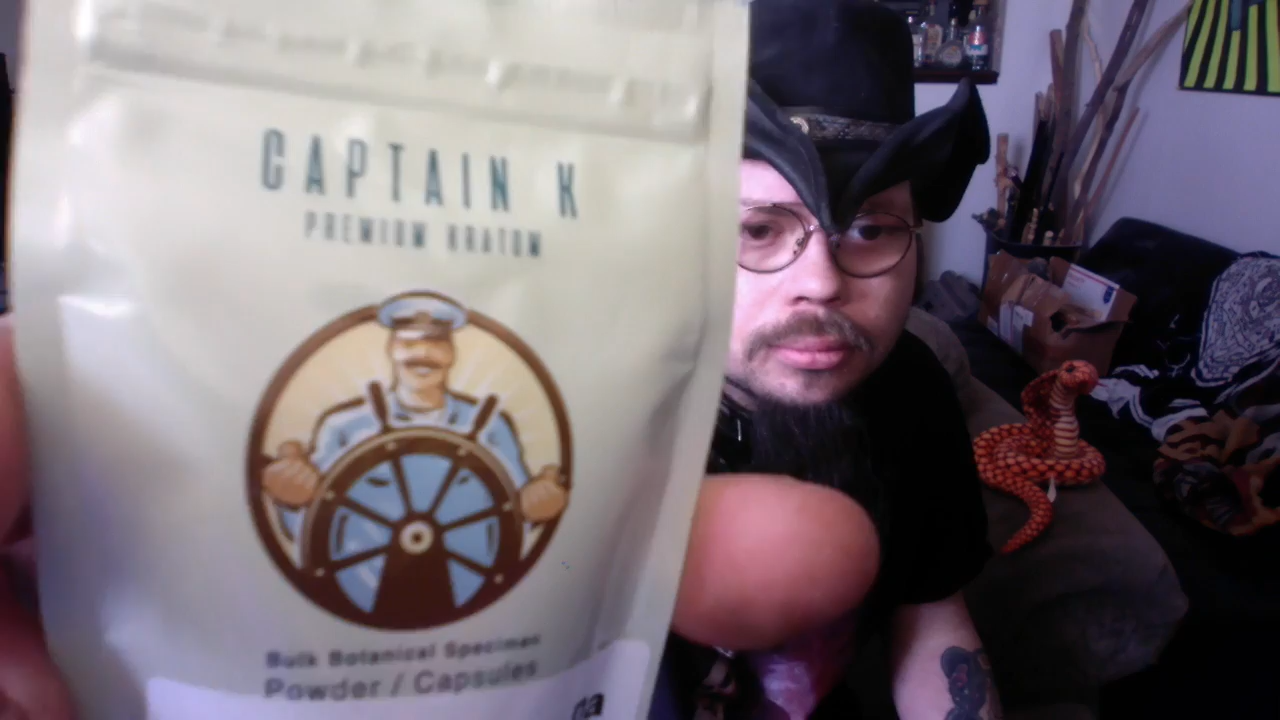 CAPTAIN K
PREMIUM KRATOM
Bulk Botanical Specimen
Powder / Capsules